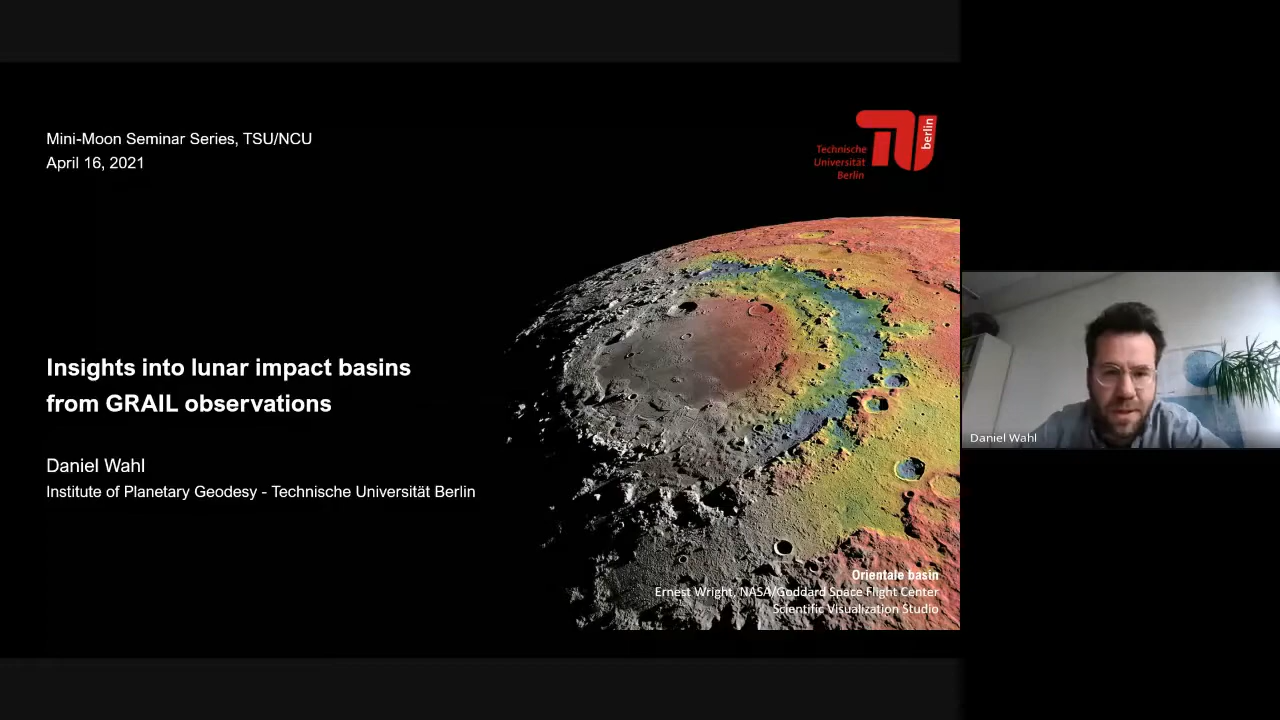 Mini-Moon Seminar Series, TSU/NCU
April 16, 2021
Technische
Universität
Berlin
berlin
Insights into lunar impact basins
from GRAIL observations
Daniel Wahl
Institute of Planetary Geodesy - Technische Universität Berlin
Orientale basin
Ernest Wright, NASA/Goddard Space Flight Center
Scientific Visualization Studio
Daniel Wahl